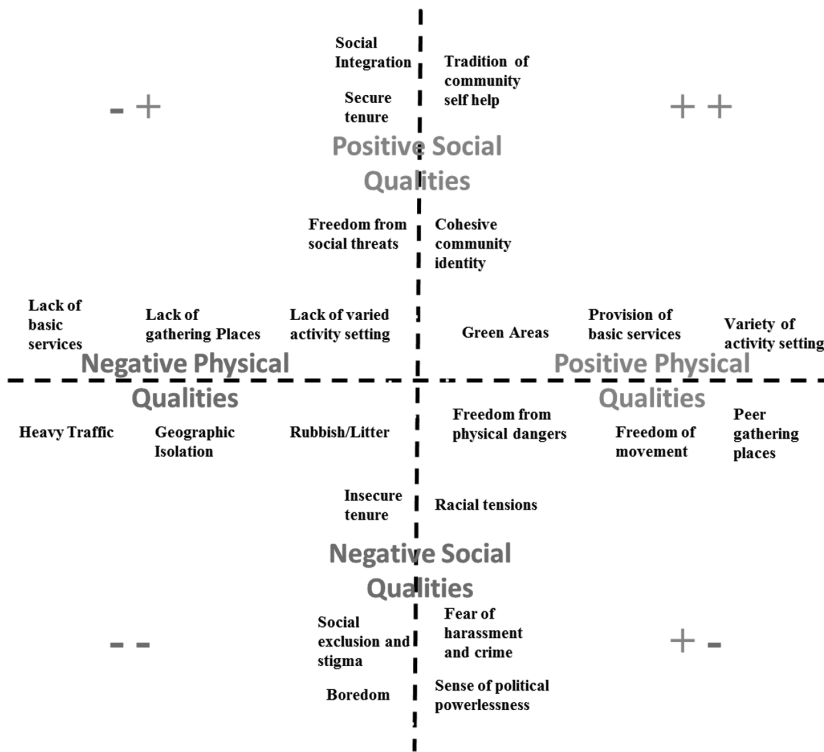 Social
Integration
Tradition of
community
self help
- +
Secure
tenure
+ +
Positive Social
Qualities
Freedom from
social threats
Cohesive
community
identity
Lack of
basic
services
Lack of
gathering Places
Lack of varied
activity setting
Green Areas
Provision of
basic services
Variety of
activity setting
Negative Physical
Qualities
Positive Physical
Qualities
Heavy Traffic
Geographic
Isolation
Rubbish/Litter
Freedom from
physical dangers
Freedom of
movement
Peer
gathering
places
Insecure
tenure
Racial tensions
Negative Social
Qualities
Social
exclusion and
stigma
Fear of
harassment
and crime
- -
+ -
Boredom
Sense of political
powerlessness